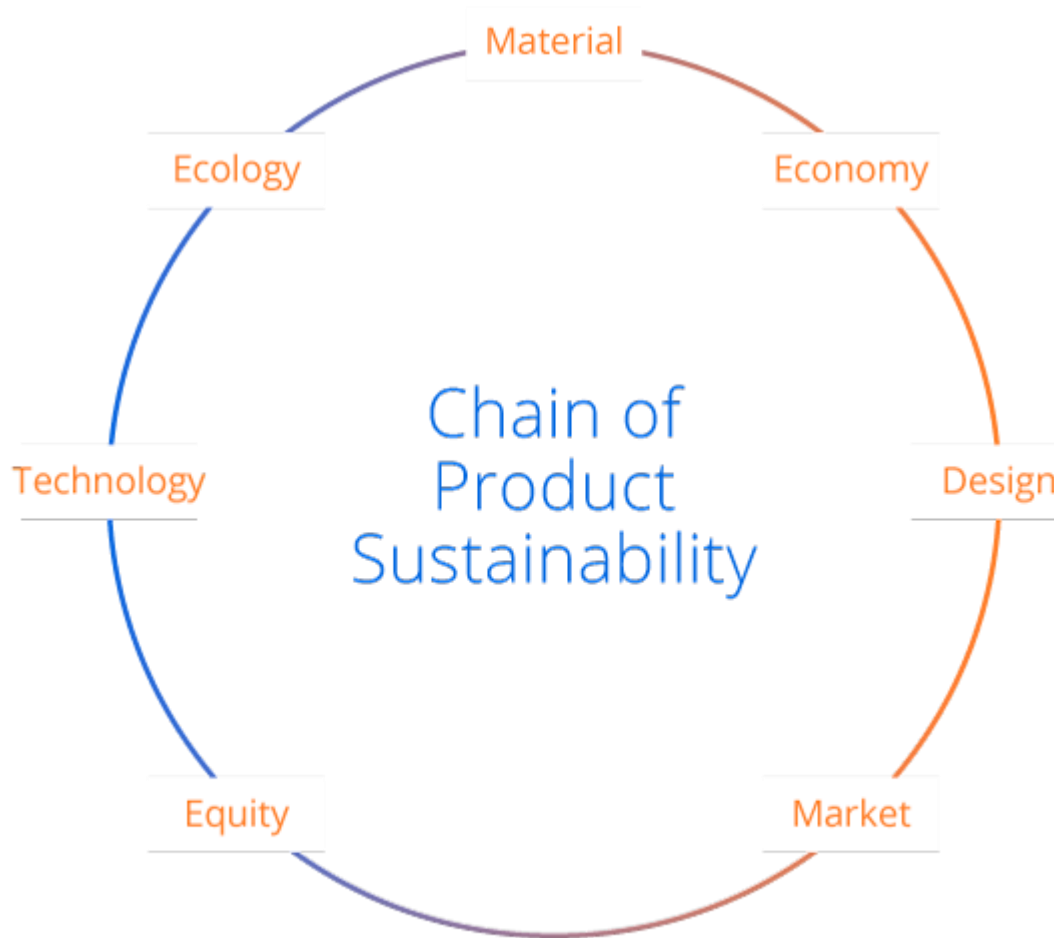 Material
Ecology
Economy
Chain of
Product
Sustainability
Technology
Design
Equity
Market